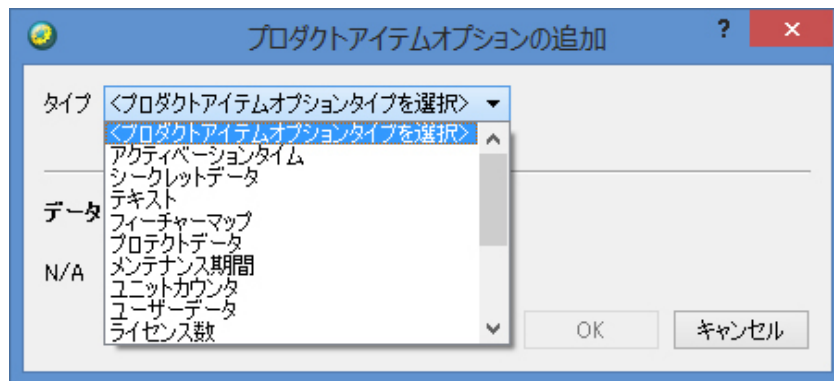 プロダクトアイテムオプションの追加 ? ×
タイプ <プロダクトアイテムオプションタイプを選択>
<プロダクトアイテムオプションタイプを選択>
アクティベーションタイム
シークレットデータ
テキスト
フィーチャーマップ
プロテクトデータ
メンテナンス期間
ユニットカウンタ
ユーザーデータ
ライセンス数
データ
N/A
OK キャンセル